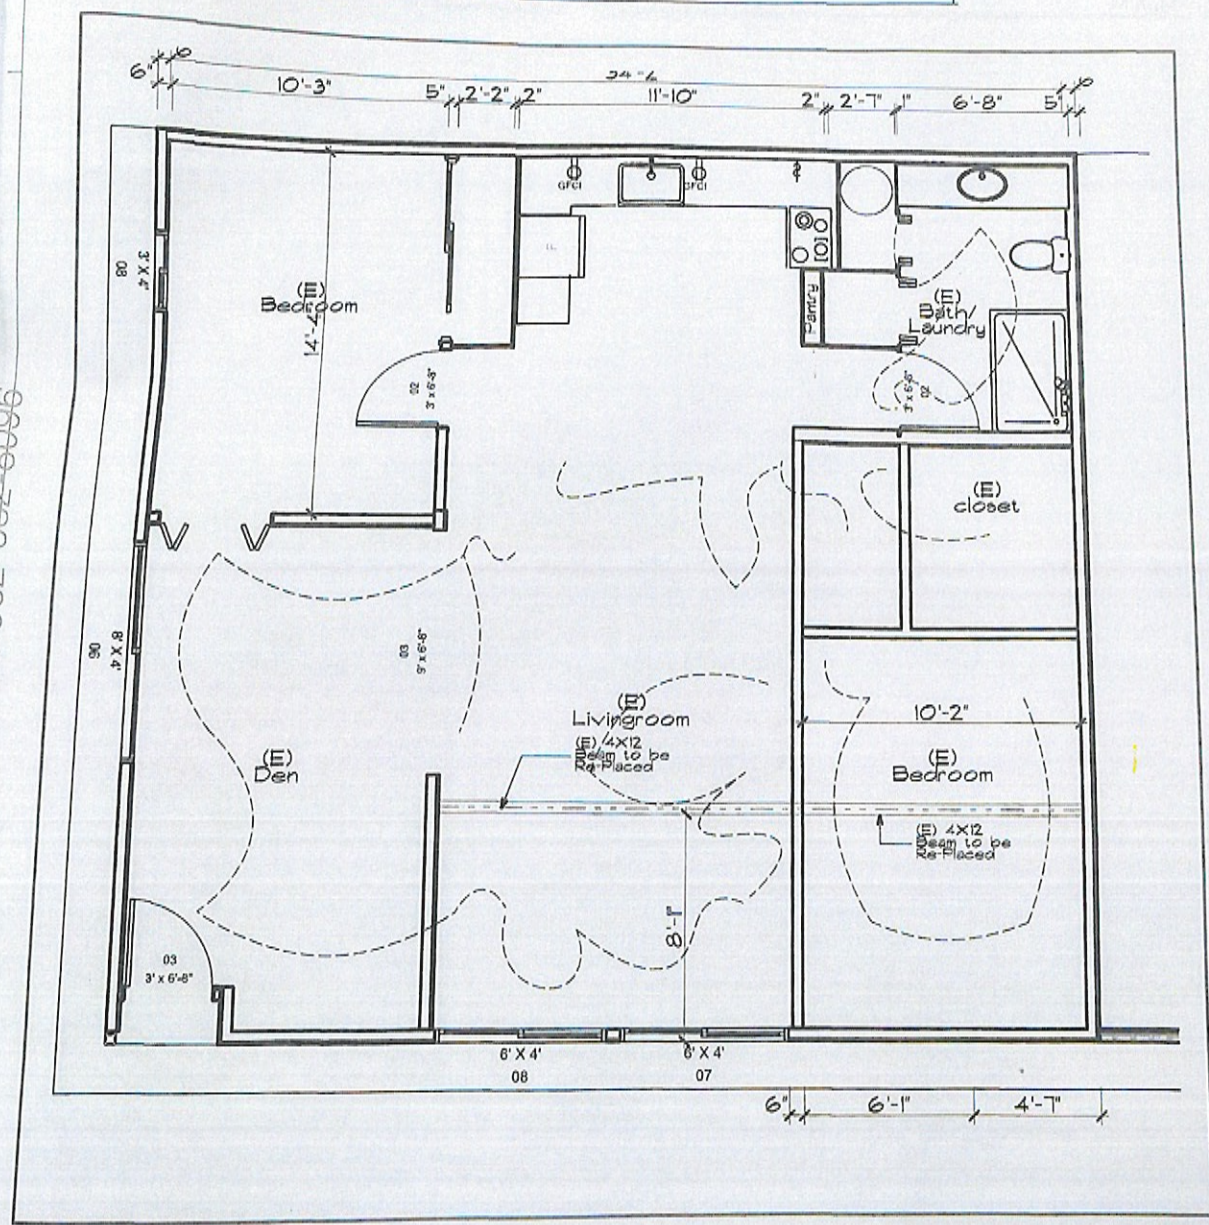 6"
6
10'-3"
5"
2'-2"
2"
11'-10"
2"
2'-7"
1"
6'-8"
6
5"
GFCI
GFCI
F
3' X 4'
08
(E)
Bedroom
14'-4"
02
3' x 6'-8"
Pantry
(E)
Bath/
Laundry
3' x 6'-8"
02
(E)
closet
8' X 4'
06
03
9' x 6'-8"
(E)
Livingroom
(E) 4X12
Beam to be
Re-Placed
10'-2"
(E)
Den
(E)
Bedroom
(E) 4X12
Beam to be
Re-Placed
8'-1"
03
3' x 6'-8"
6' X 4'
08
6' X 4'
07
6"
6'-1"
4'-7"